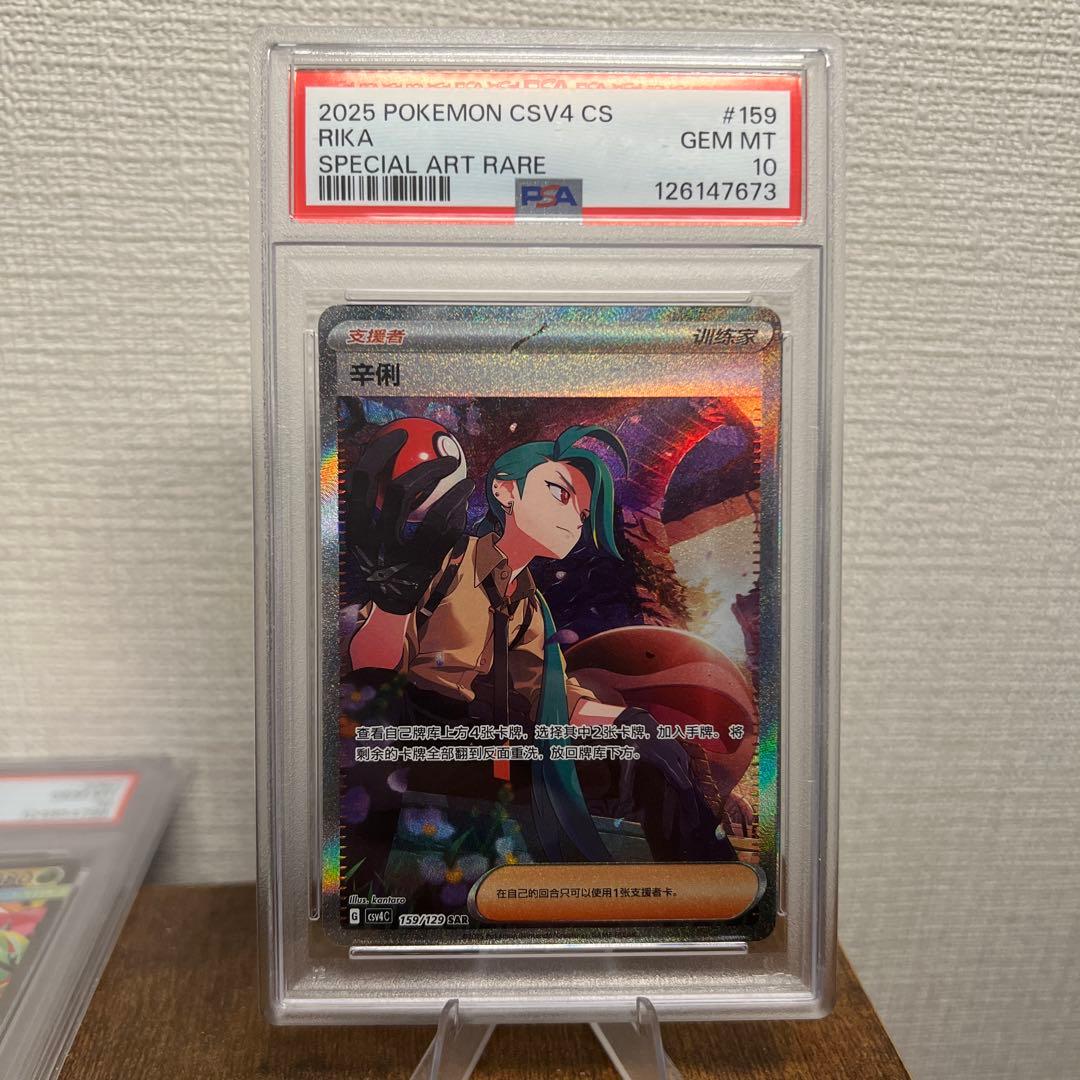 2025 POKEMON CSV4 CS #159
RIKA GEM MT
SPECIAL ART RARE 10
PSA 126147673
支援者 训练家
辛俐
查看自己牌库上方4张卡牌，选择其中2张卡牌，加入手牌。将
剩余的卡牌全部翻到反面重洗，放回牌库下方。
在自己的回合只可以使用1张支援者卡。
Illus. kantaro
G CSV4C 159/129 SAR